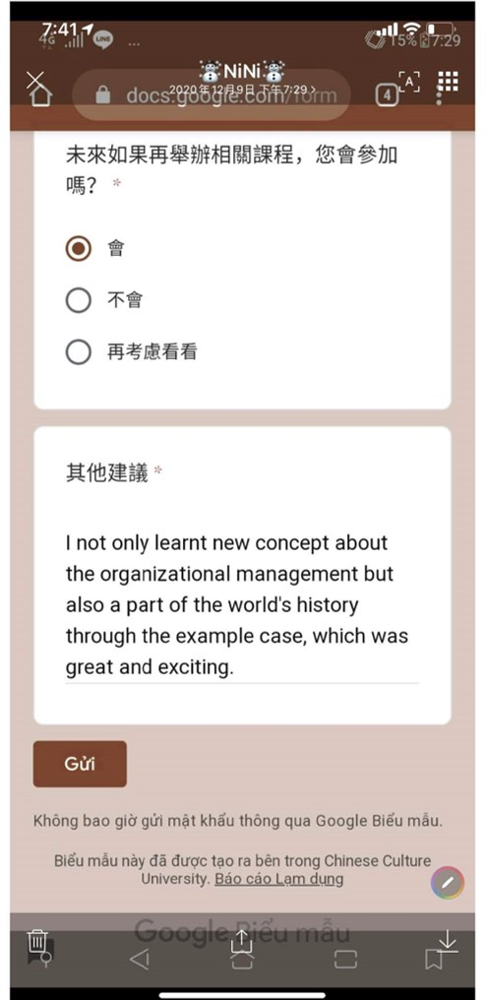 7:41
4G LINE ... 15% 7:29
☃NiNi☃
2020年12月9日 下午7:29 >
docs.google.com/form
4
A
未來如果再舉辦相關課程，您會參加
嗎？ *
會
不會
再考慮看看
其他建議 *
I not only learnt new concept about
the organizational management but
also a part of the world's history
through the example case, which was
great and exciting.
Gửi
Không bao giờ gửi mật khẩu thông qua Google Biểu mẫu.
Biểu mẫu này đã được tạo ra bên trong Chinese Culture
University. Báo cáo Lạm dụng
Google Biểu mẫu